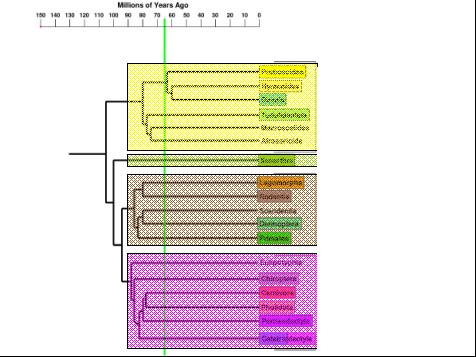 Millions of Years Ago
150 140 130 120 110 100 90 80 70 60 50 40 30 20 10 0
Proboscidea
Hyracoidea
Sirenia
Tubulidentata
Macroscelidea
Afrosoricida
Xenarthra
Lagomorpha
Rodentia
Scandentia
Dermoptera
Primates
Eulipotyphla
Chiroptera
Carnivora
Pholidota
Perissodactyla
Cetartiodactyla